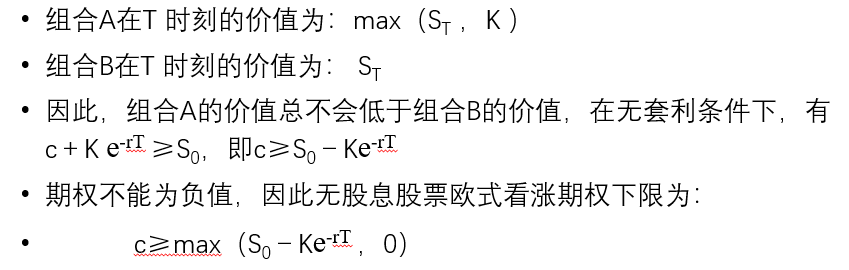 • 组合A在T 时刻的价值为：max（S_T ，K ）
• 组合B在T 时刻的价值为： S_T
• 因此，组合A的价值总不会低于组合B的价值，在无套利条件下，有
c + K e^-rT ≥S_0，即c≥S_0 – Ke^-rT
• 期权不能为负值，因此无股息股票欧式看涨期权下限为：
• c≥max（S_0 – Ke^-rT ，0）